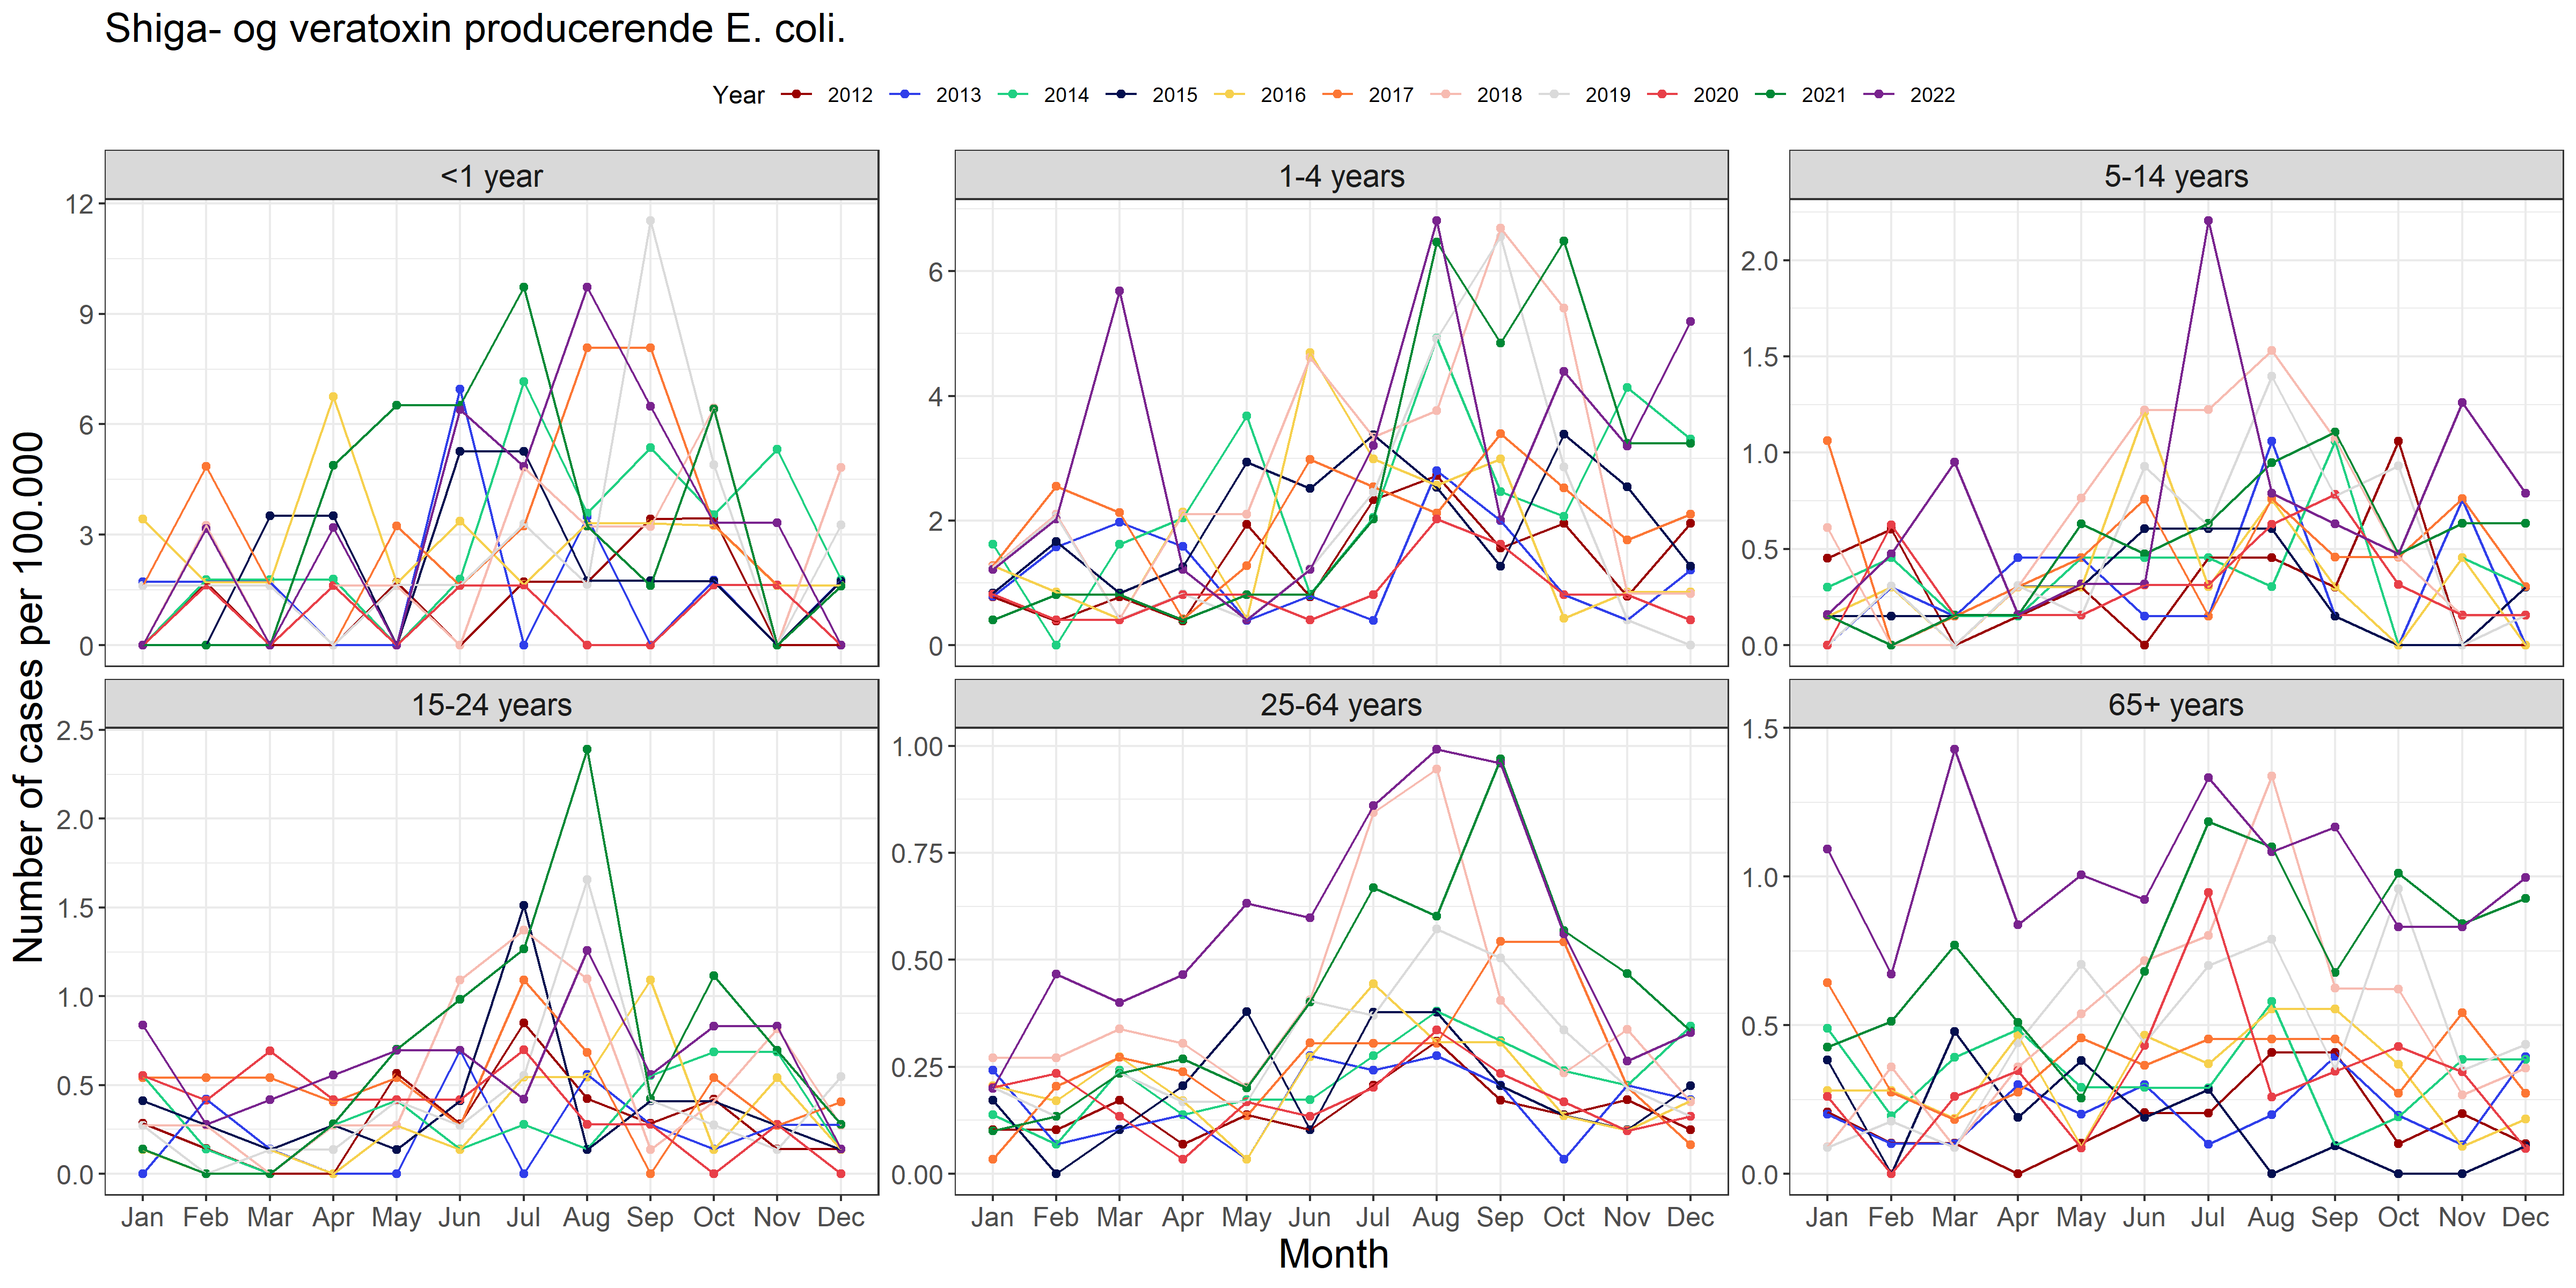 Shiga- og veratoxin producerende E. coli.
Year 2012 2013 2014 2015 2016 2017 2018 2019 2020 2021 2022
Number of cases per 100.000
<1 year
12
9
6
3
0
1-4 years
6
4
2
0
5-14 years
2.0
1.5
1.0
0.5
0.0
15-24 years
2.5
2.0
1.5
1.0
0.5
0.0
Jan Feb Mar Apr May Jun Jul Aug Sep Oct Nov Dec
25-64 years
1.00
0.75
0.50
0.25
0.00
Jan Feb Mar Apr May Jun Jul Aug Sep Oct Nov Dec
65+ years
1.5
1.0
0.5
0.0
Jan Feb Mar Apr May Jun Jul Aug Sep Oct Nov Dec
Month